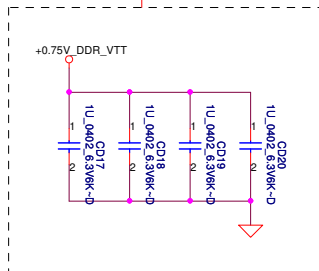 +0.75V_DDR_VTT
1
2
CD17
1U_0402_6.3V6K~D
1
2
CD18
1U_0402_6.3V6K~D
1
2
CD19
1U_0402_6.3V6K~D
1
2
CD20
1U_0402_6.3V6K~D